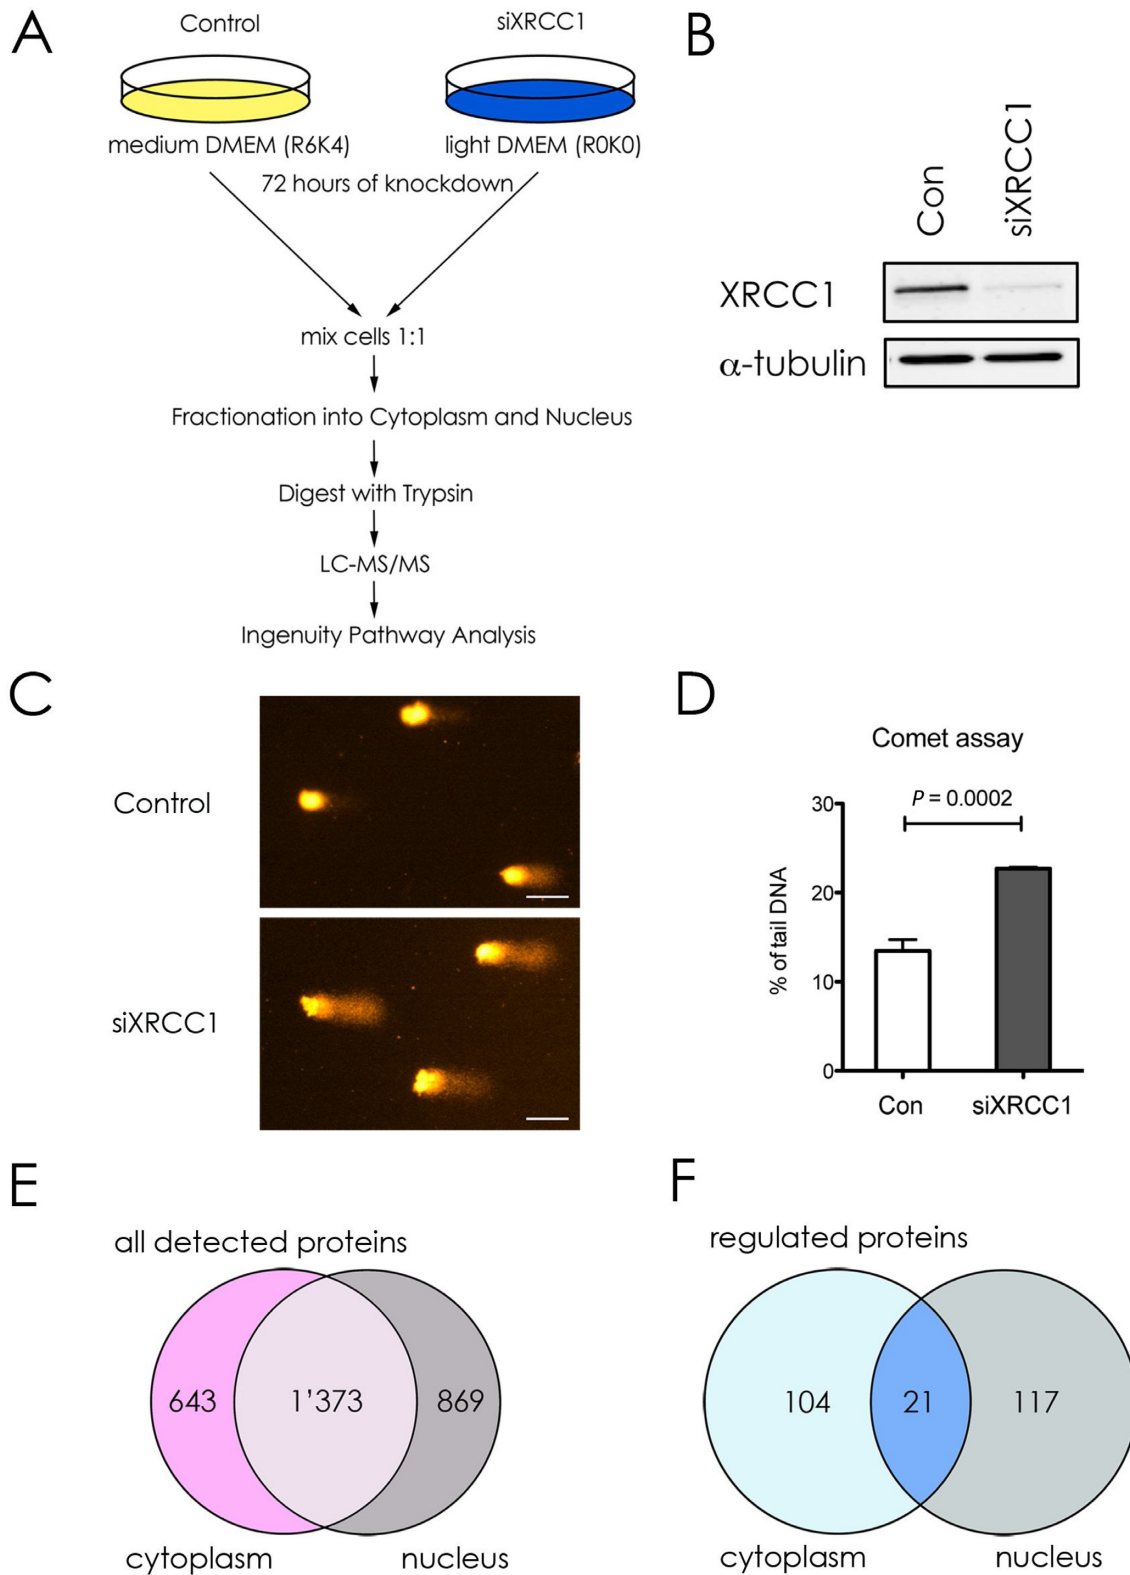 A
Control
siXRCC1
medium DMEM (R6K4)
light DMEM (R0K0)
72 hours of knockdown
mix cells 1:1
Fractionation into Cytoplasm and Nucleus
Digest with Trypsin
LC-MS/MS
Ingenuity Pathway Analysis
B
Con
siXRCC1
XRCC1
α-tubulin
C
Control
siXRCC1
D
Comet assay
P = 0.0002
% of tail DNA
30
20
10
0
Con
siXRCC1
E
all detected proteins
643
1'373
869
cytoplasm
nucleus
F
regulated proteins
104
21
117
cytoplasm
nucleus